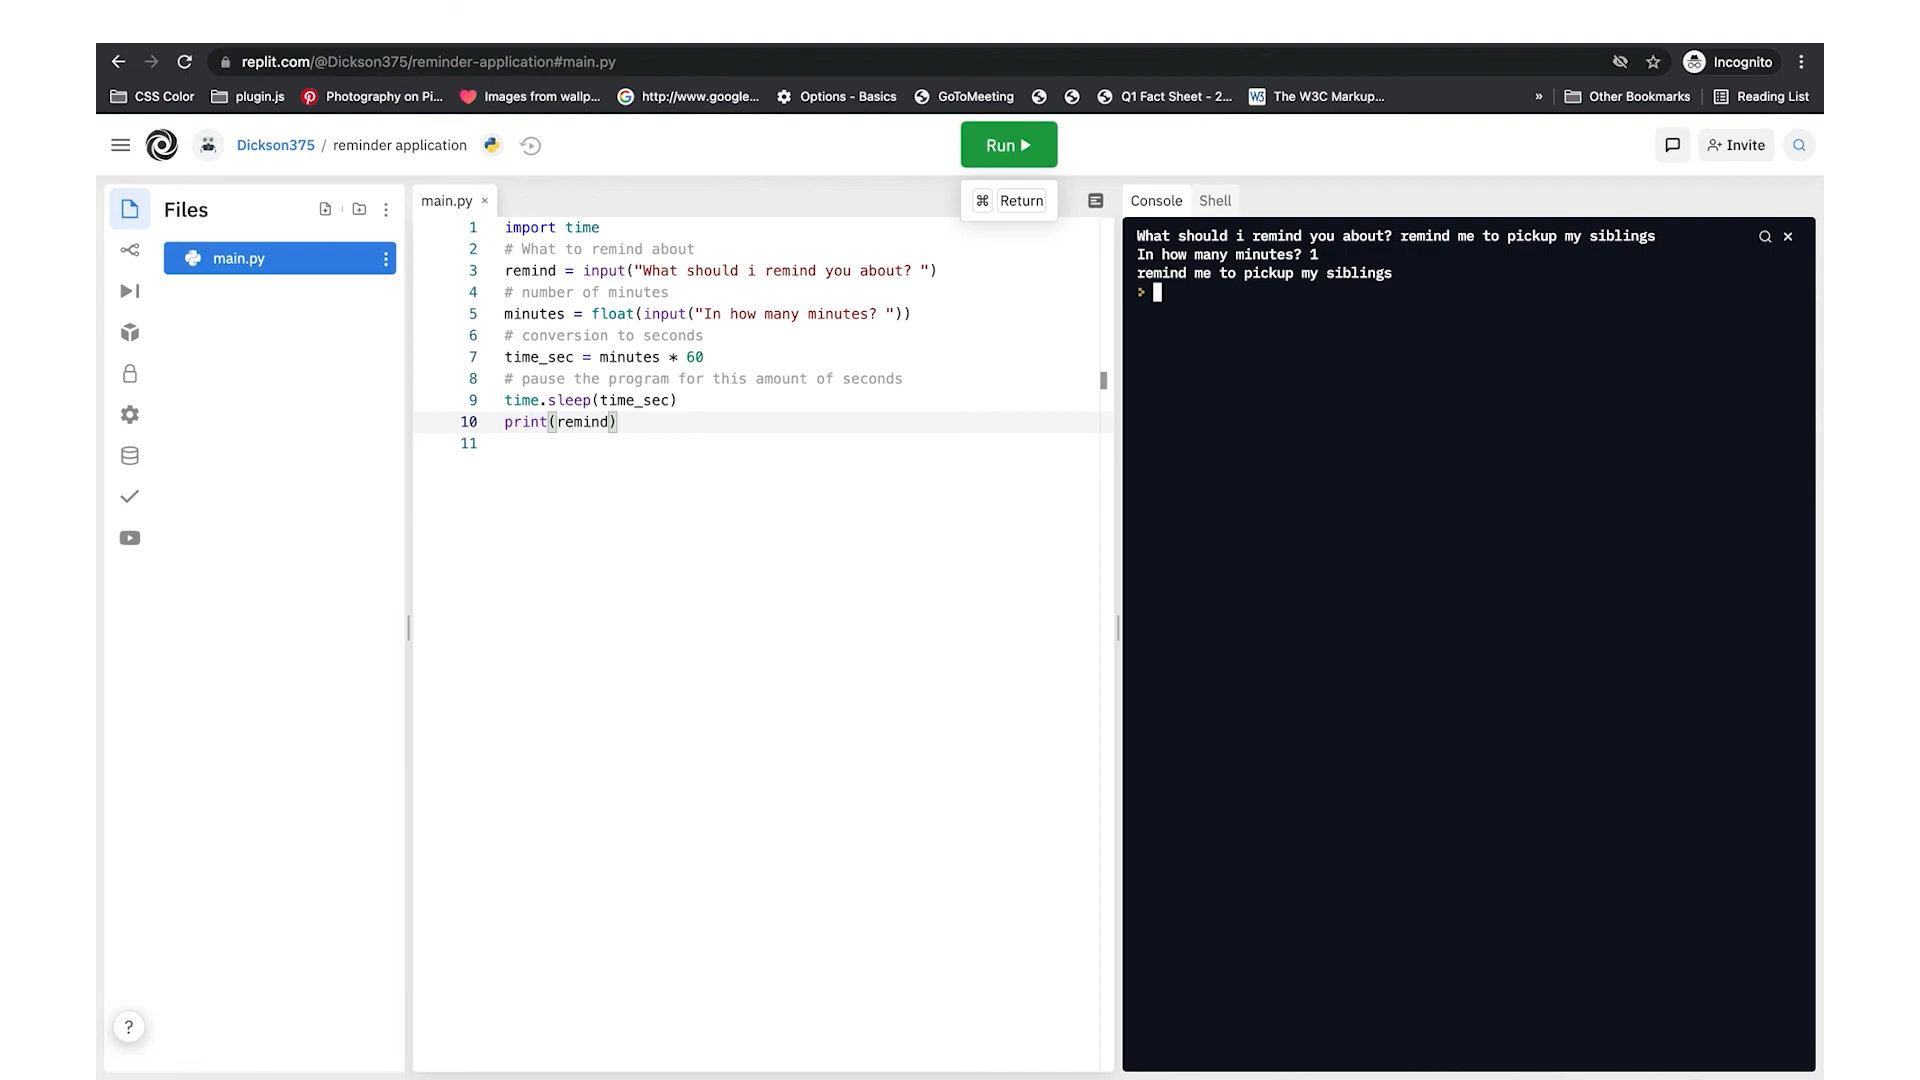 replit.com/@Dickson375/reminder-application#main.py
Incognito
CSS Color
plugin.js
Photography on Pi...
Images from wallp...
http://www.google...
Options - Basics
GoToMeeting
Q1 Fact Sheet - 2...
W3
The W3C Markup...
»
Other Bookmarks
Reading List
Dickson375 / reminder application
Run
Invite
⌘ Return
Files
main.py
main.py ×
1 import time
2 # What to remind about
3 remind = input("What should i remind you about? ")
4 # number of minutes
5 minutes = float(input("In how many minutes? "))
6 # conversion to seconds
7 time_sec = minutes * 60
8 # pause the program for this amount of seconds
9 time.sleep(time_sec)
10 print(remind)
11
Console Shell
What should i remind you about? remind me to pickup my siblings
In how many minutes? 1
remind me to pickup my siblings
>
?